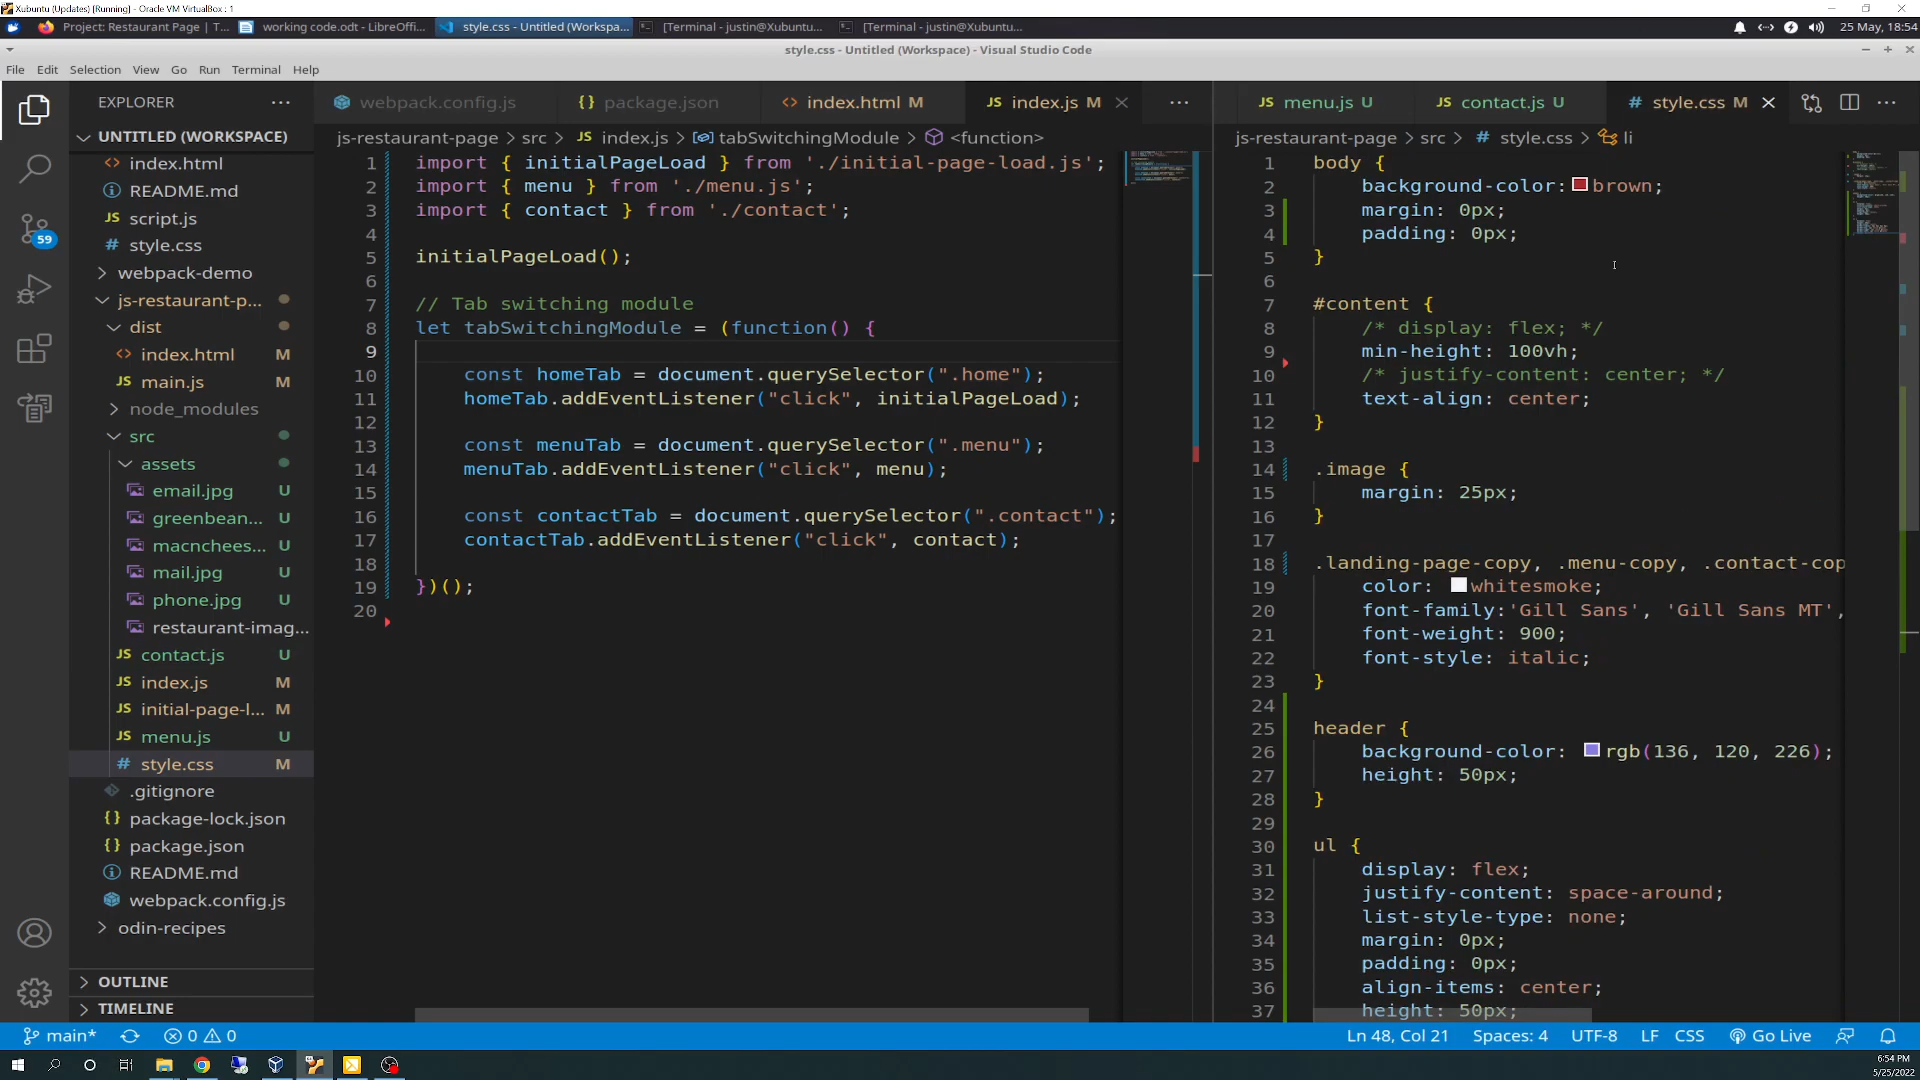 Xubuntu (Updates) [Running] - Oracle VM VirtualBox : 1
Project: Restaurant Page | T...
working code.odt - LibreOffi...
style.css - Untitled (Workspa...
[Terminal - justin@Xubuntu...
[Terminal - justin@Xubuntu...
25 May, 18:54
style.css - Untitled (Workspace) - Visual Studio Code
File Edit Selection View Go Run Terminal Help
EXPLORER
UNTITLED (WORKSPACE)
index.html
README.md
JS script.js
# style.css
webpack-demo
js-restaurant-p...
dist
index.html M
JS main.js M
node_modules
src
assets
email.jpg U
greenbean... U
macnchees... U
mail.jpg U
phone.jpg U
restaurant-imag...
JS contact.js U
JS index.js M
JS initial-page-l... M
JS menu.js U
# style.css M
.gitignore
{} package-lock.json
{} package.json
README.md
webpack.config.js
odin-recipes
OUTLINE
TIMELINE
59
webpack.config.js
{} package.json
<> index.html M
JS index.js M
js-restaurant-page > src > JS index.js > tabSwitchingModule > <function>
1 import { initialPageLoad } from './initial-page-load.js';
2 import { menu } from './menu.js';
3 import { contact } from './contact';
4
5 initialPageLoad();
6
7 // Tab switching module
8 let tabSwitchingModule = (function() {
9
10 const homeTab = document.querySelector(".home");
11 homeTab.addEventListener("click", initialPageLoad);
12
13 const menuTab = document.querySelector(".menu");
14 menuTab.addEventListener("click", menu);
15
16 const contactTab = document.querySelector(".contact");
17 contactTab.addEventListener("click", contact);
18
19 })();
20
JS menu.js U
JS contact.js U
# style.css M
js-restaurant-page > src > # style.css > li
1 body {
2 background-color: brown;
3 margin: 0px;
4 padding: 0px;
5 }
6
7 #content {
8 /* display: flex; */
9 min-height: 100vh;
10 /* justify-content: center; */
11 text-align: center;
12 }
13
14 .image {
15 margin: 25px;
16 }
17
18 .landing-page-copy, .menu-copy, .contact-cop
19 color: whitesmoke;
20 font-family:'Gill Sans', 'Gill Sans MT',
21 font-weight: 900;
22 font-style: italic;
23 }
24
25 header {
26 background-color: rgb(136, 120, 226);
27 height: 50px;
28 }
29
30 ul {
31 display: flex;
32 justify-content: space-around;
33 list-style-type: none;
34 margin: 0px;
35 padding: 0px;
36 align-items: center;
37 height: 50px;
main* 0 0
Ln 48, Col 21 Spaces: 4 UTF-8 LF CSS Go Live
6:54 PM
5/25/2022